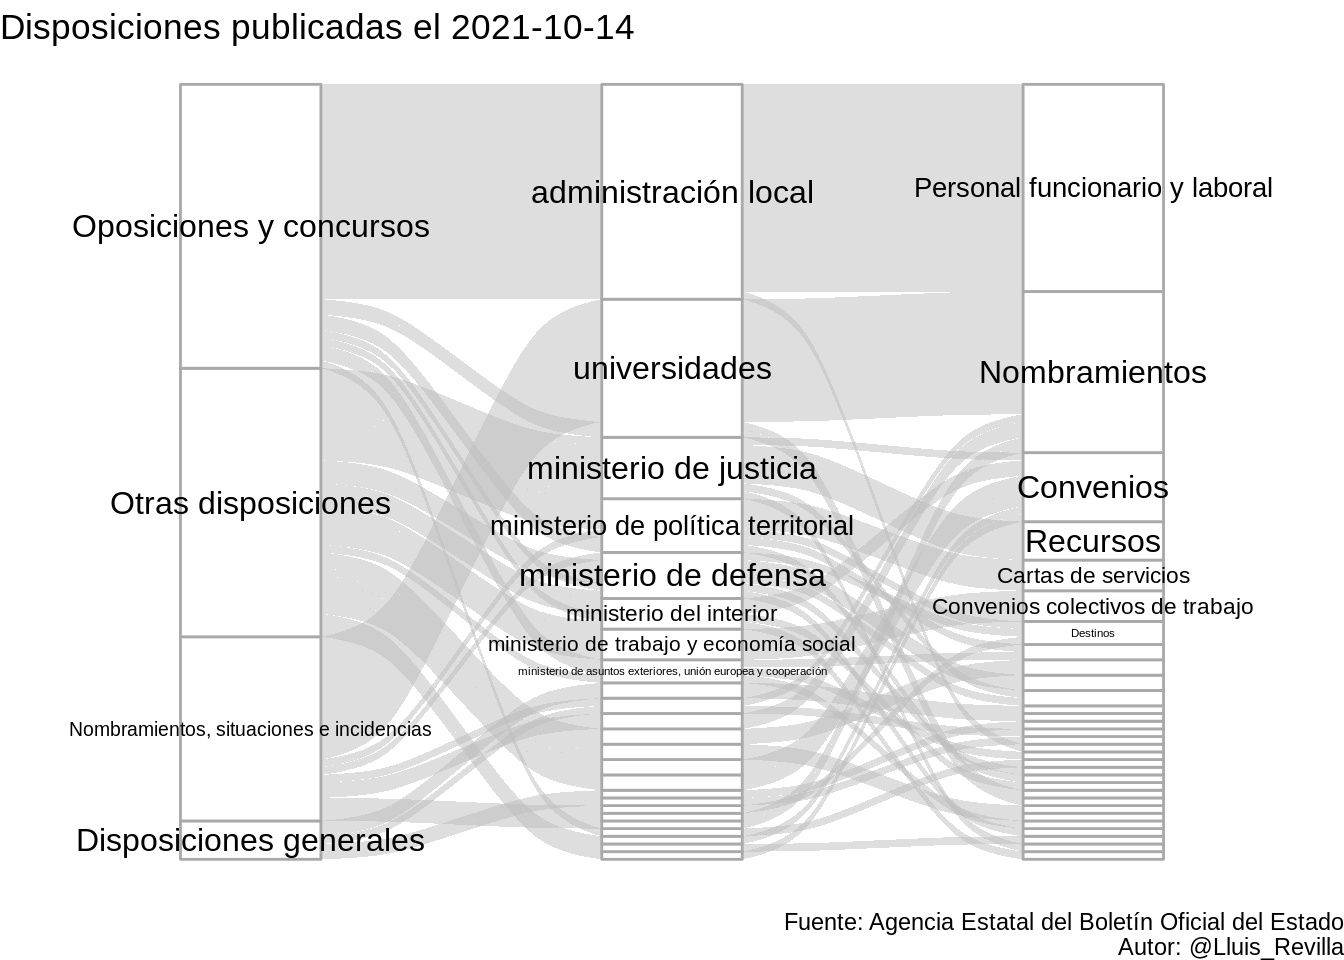 Disposiciones publicadas el 2021-10-14
Oposiciones y concursos
Otras disposiciones
Nombramientos, situaciones e incidencias
Disposiciones generales
administración local
universidades
ministerio de justicia
ministerio de política territorial
ministerio de defensa
ministerio del interior
ministerio de trabajo y economía social
ministerio de asuntos exteriores, unión europea y cooperación
Personal funcionario y laboral
Nombramientos
Convenios
Recursos
Cartas de servicios
Convenios colectivos de trabajo
Destinos
Fuente: Agencia Estatal del Boletín Oficial del Estado
Autor: @Lluis_Revilla